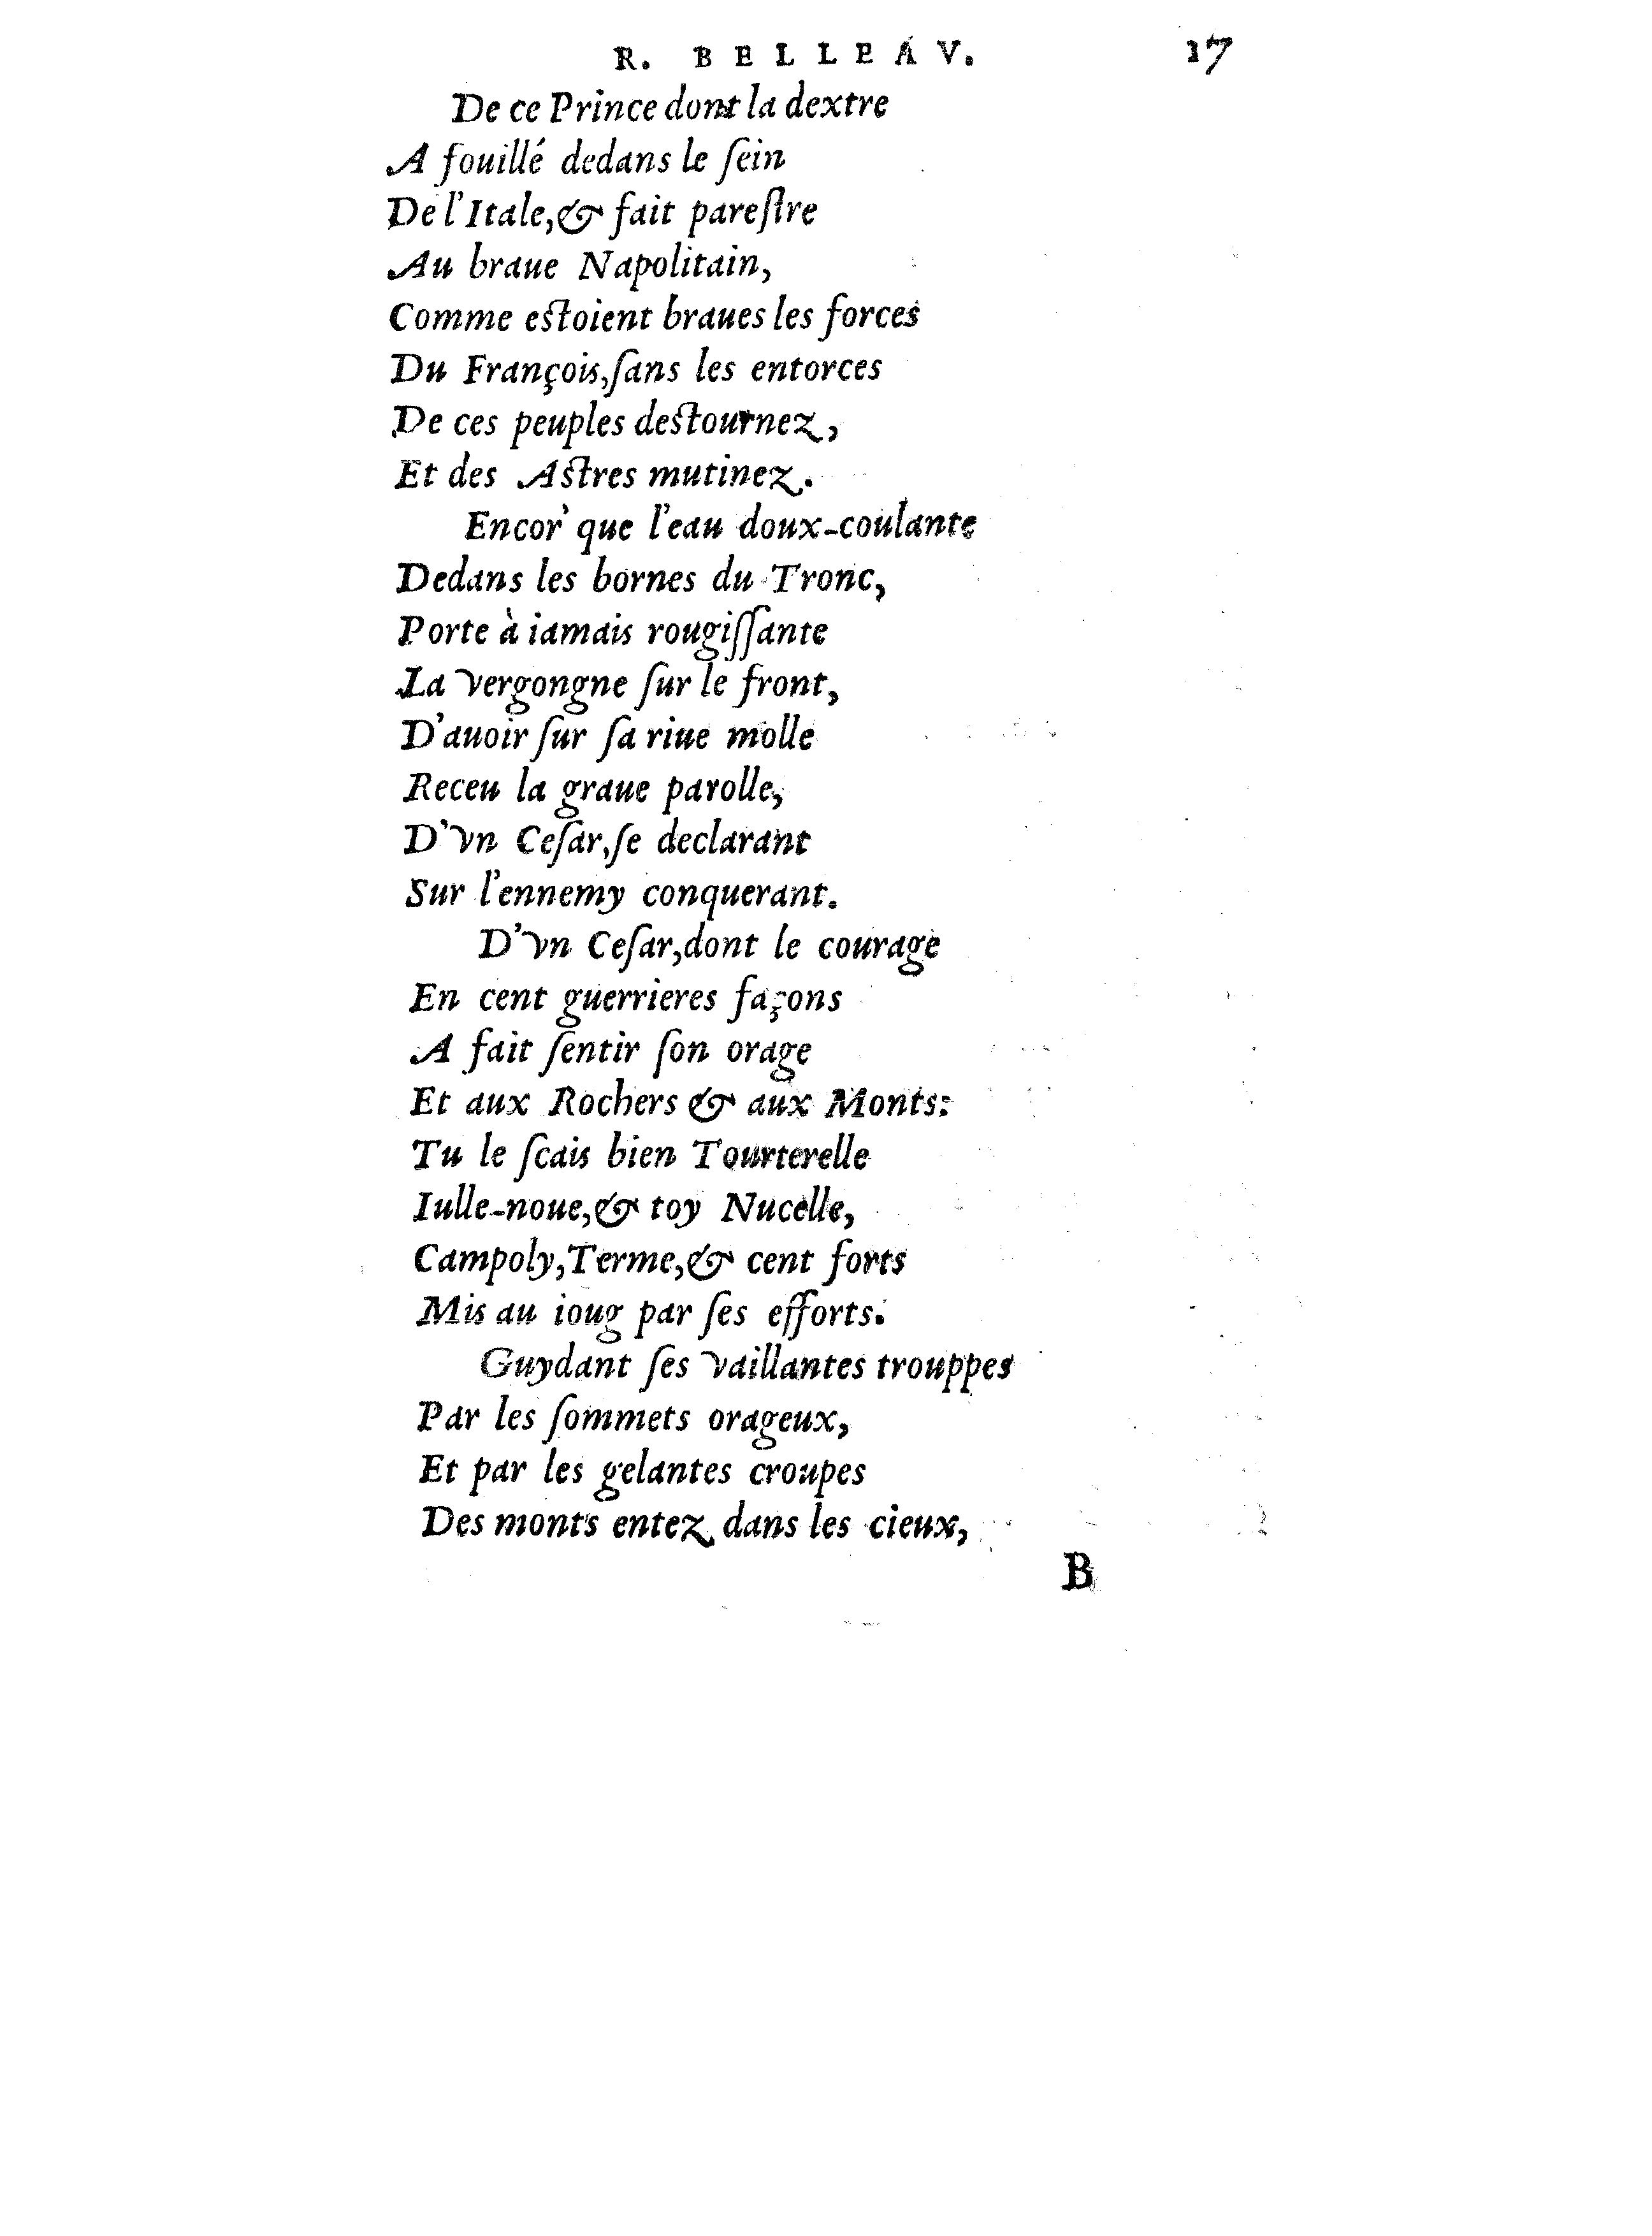 R. BELLEAV. 17
De ce Prince dont la dextre
A fouillé dedans le ſein
De l'Itale, & fait pareſtre
Au braue Napolitain,
Comme eſtoient braues les forces
Du François, ſans les entorces
De ces peuples deſtournez,
Et des Aſtres mutinez.
Encor' que l'eau doux-coulante
Dedans les bornes du Tronc,
Porte à iamais rougiſſante
La vergongne ſur le front,
D'auoir ſur ſa riue molle
Receu la graue parolle,
D'vn Ceſar, ſe declarant
Sur l'ennemy conquerant.
D'vn Ceſar, dont le courage
En cent guerrieres façons
A fait ſentir ſon orage
Et aux Rochers & aux Monts:
Tu le ſcais bien Tourterelle
Iulle-noue, & toy Nucelle,
Campoly, Terme, & cent forts
Mis au ioug par ſes efforts.
Guydant ſes vaillantes trouppes
Par les ſommets orageux,
Et par les gelantes croupes
Des monts entez dans les cieux,
B